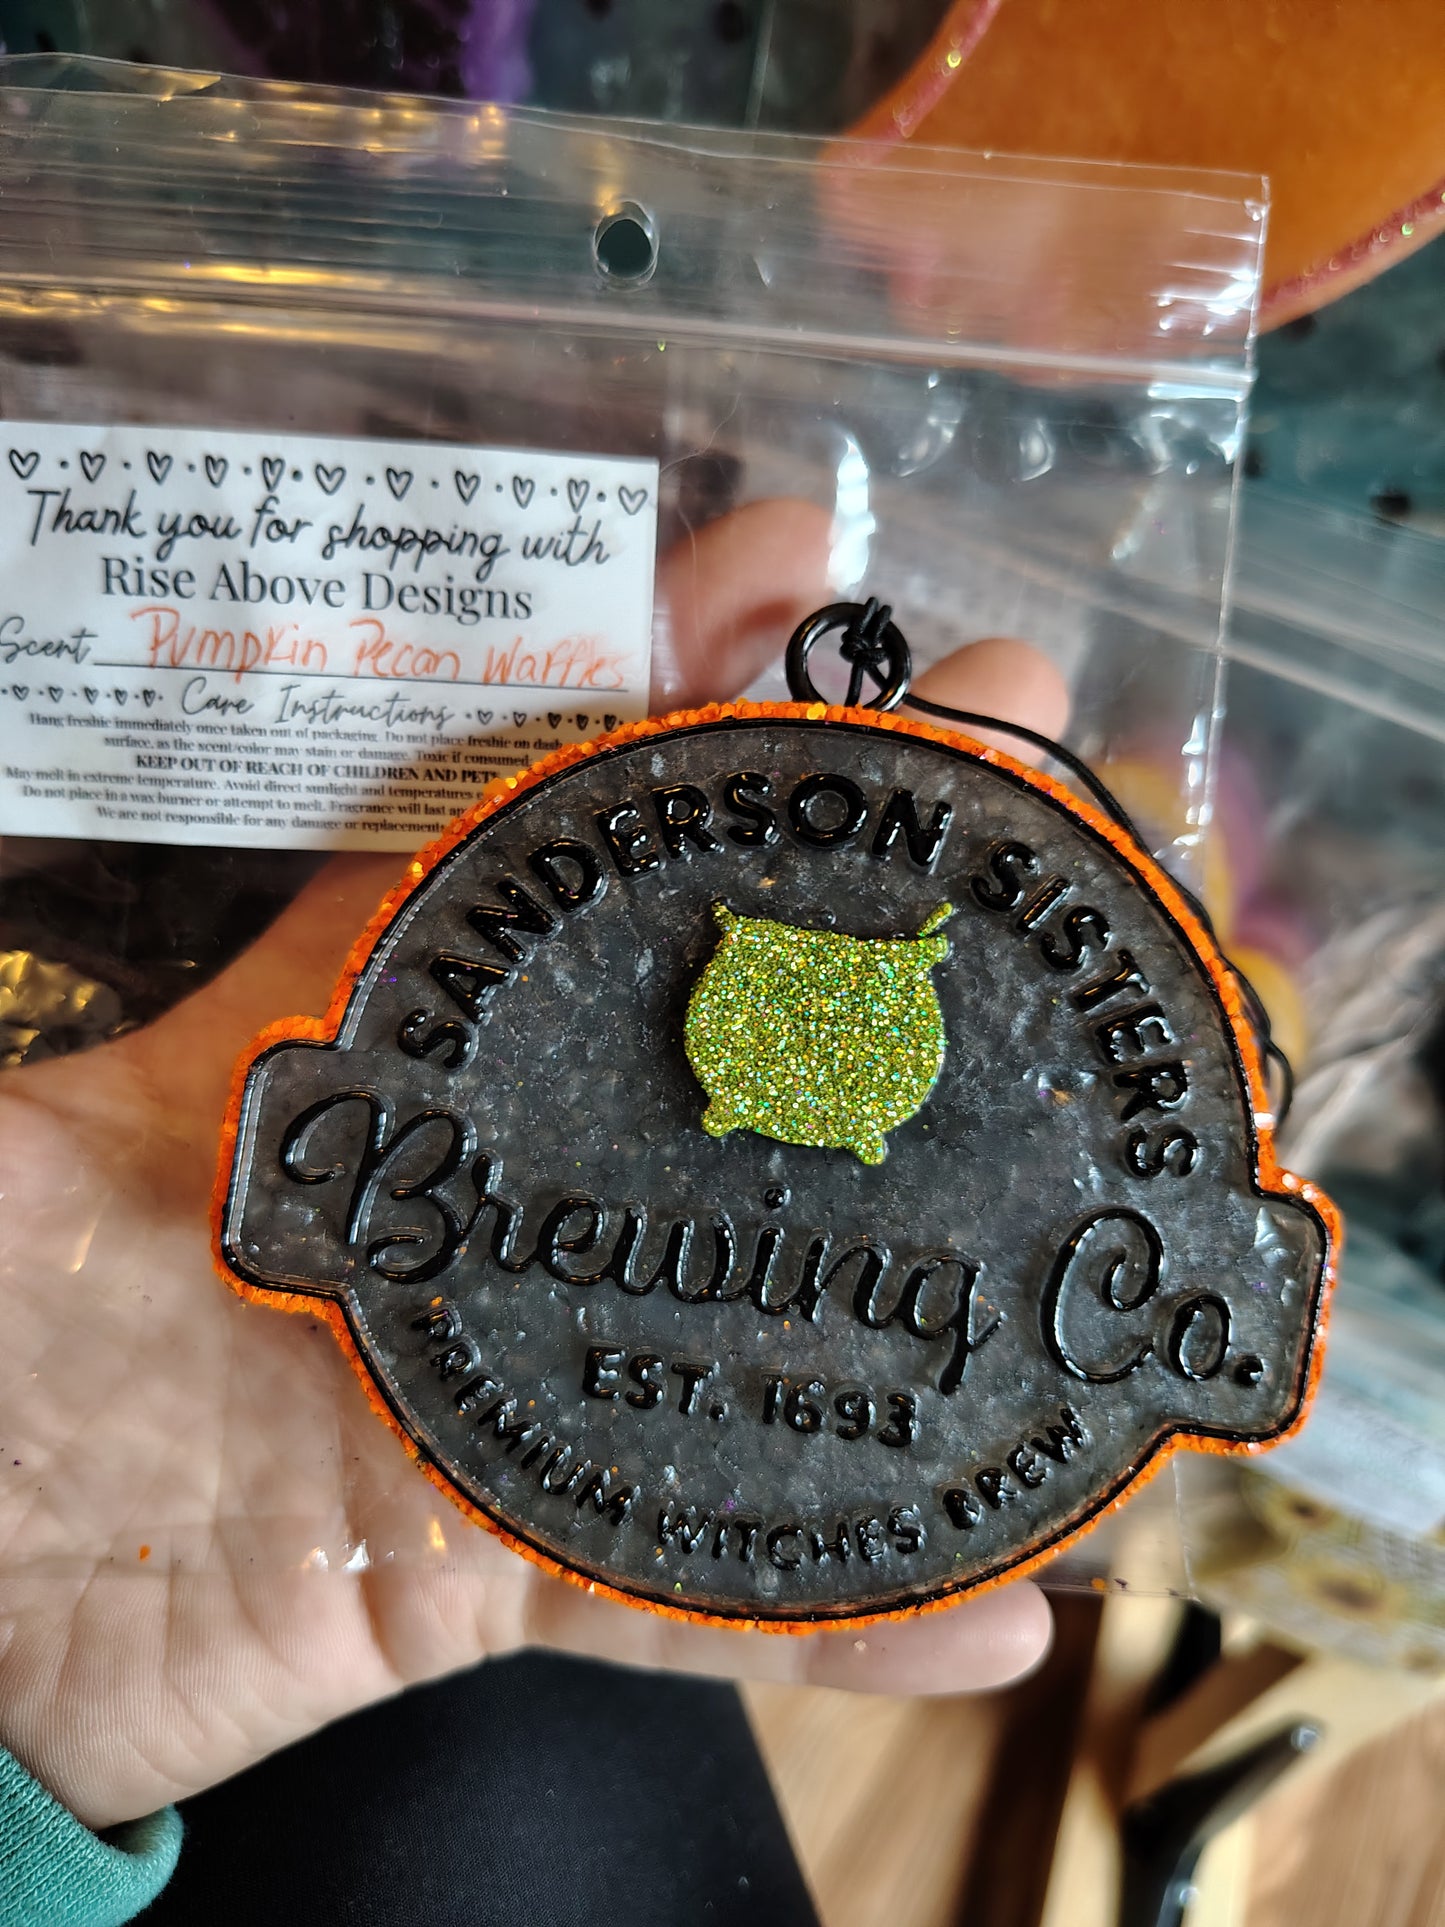 Thank you for shopping with
Rise Above Designs
Scent Pumpkin Pecan Waffles
Care Instructions
Hang freshie immediately once taken out of packaging. Do not place freshie on dash
surface, as the scent/color may stain or damage. Toxic if consumed.
KEEP OUT OF REACH OF CHILDREN AND PETS
May melt in extreme temperature. Avoid direct sunlight and temperatures
Do not place in a wax burner or attempt to melt. Fragrance will last
We are not responsible for any damage or replacements
SANDERSON SISTERS
Brewing Co.
EST. 1693
PREMIUM WITCHES BREW